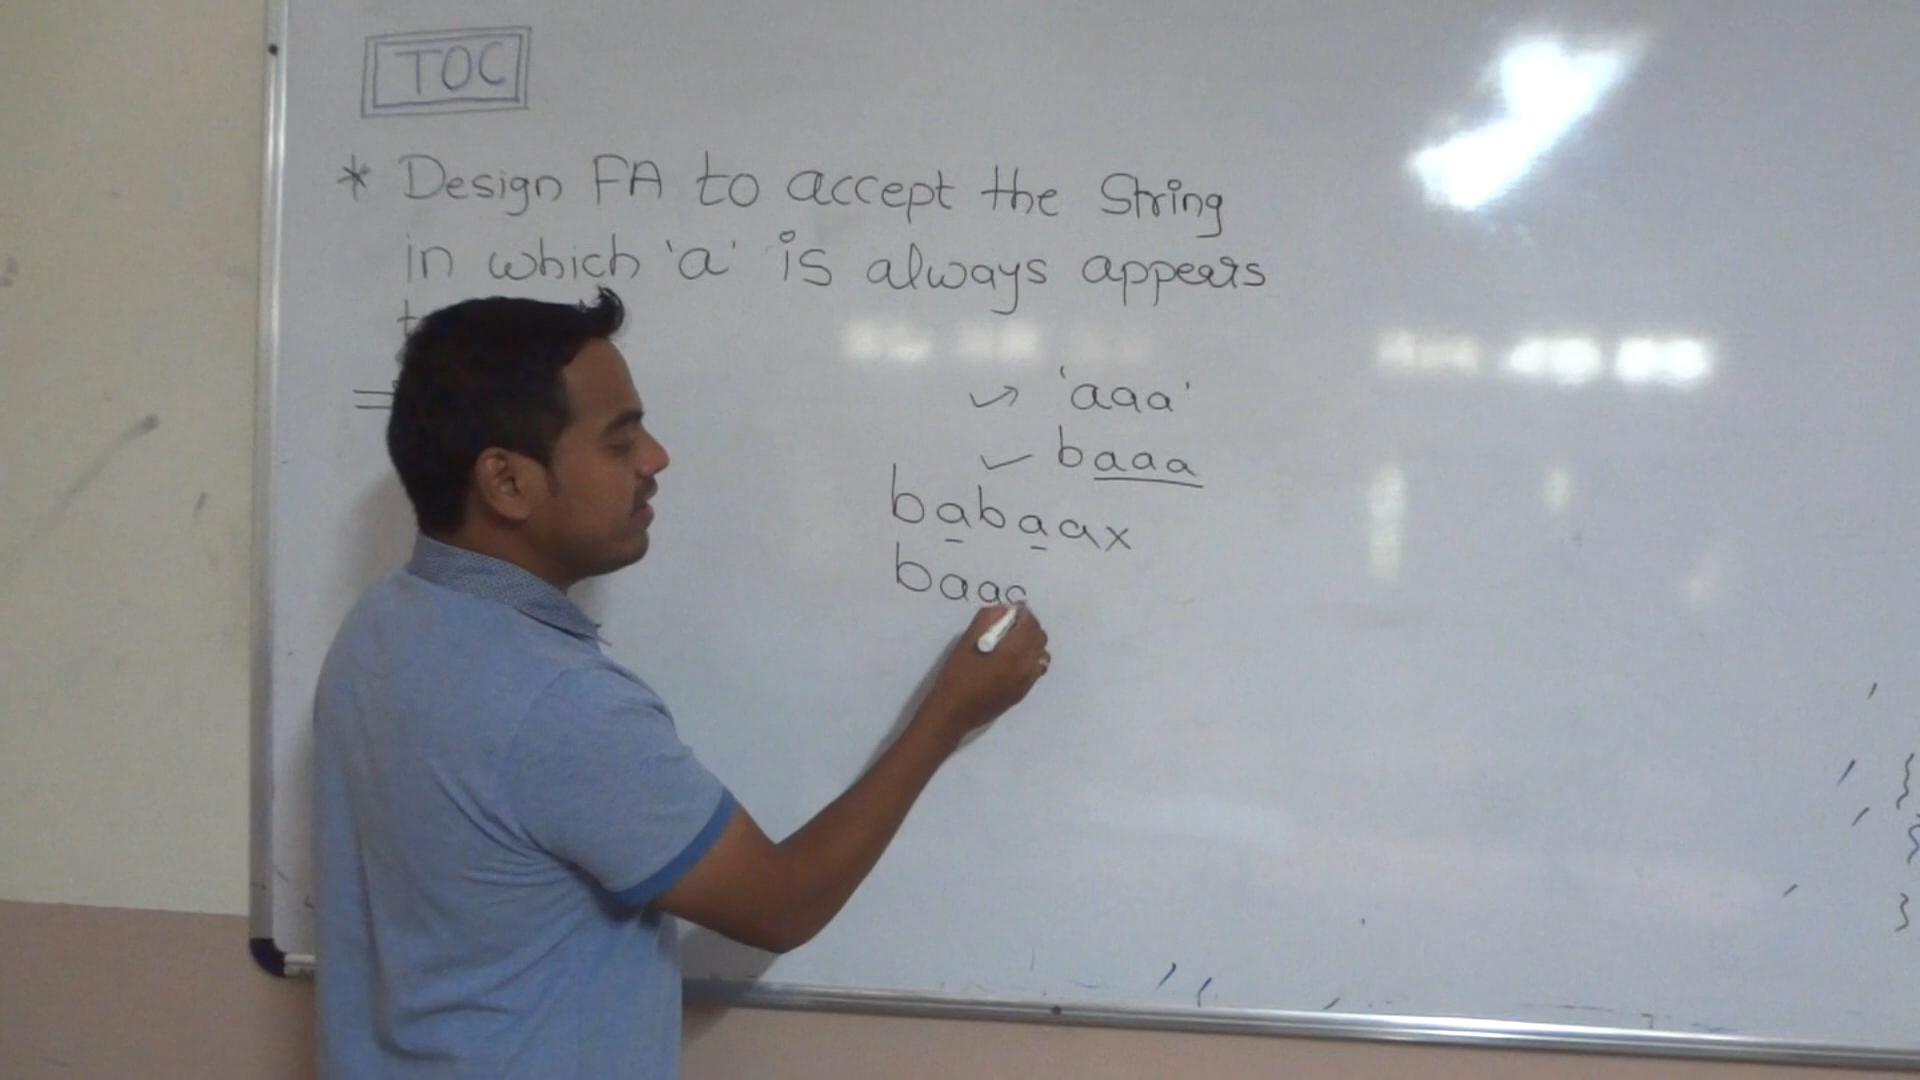 TOC
* Design FA to accept the String
in which 'a' is always appears
✓ 'aaa'
✓ baaa
babaax
baaa